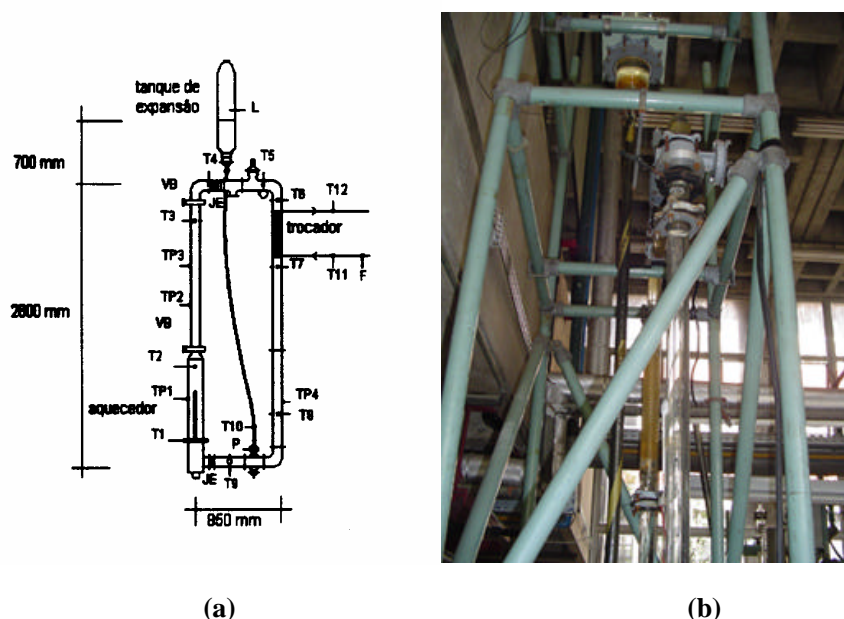 tanque de
expansão
L
700 mm
T4
T5
VB
JE
T6
T12
T3
trocador
TP3
T7
T11
F
TP2
2600 mm
VB
T2
TP1
TP4
aquecedor
T8
T10
T1
P
JE
T9
850 mm
(a)
(b)